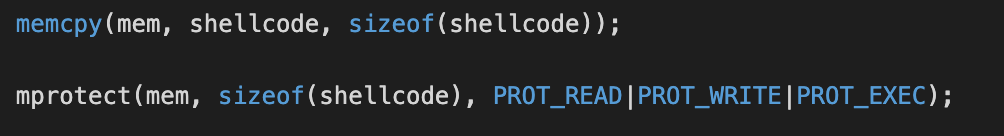 memcpy(mem, shellcode, sizeof(shellcode));
mprotect(mem, sizeof(shellcode), PROT_READ|PROT_WRITE|PROT_EXEC);